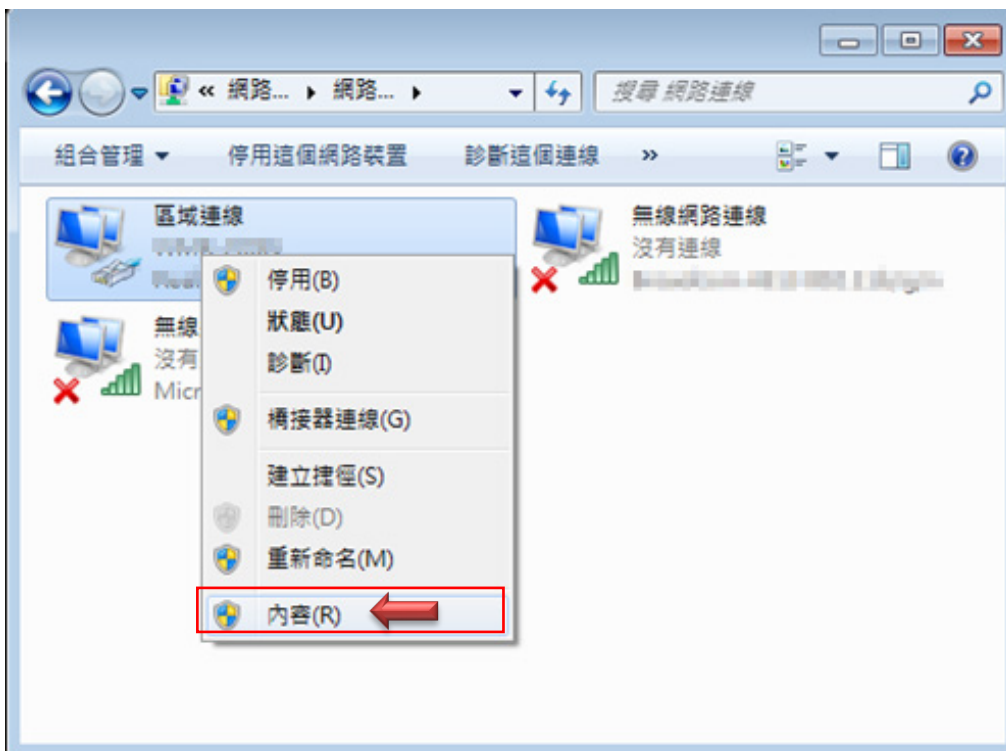 « 網路... ▸ 網路... ▸
搜尋 網路連線
組合管理 ▼ 停用這個網路裝置 診斷這個連線 »
區域連線
無線網路連線
沒有連線
停用(B)
狀態(U)
診斷(I)
無線
沒有
Micr
橋接器連線(G)
建立捷徑(S)
刪除(D)
重新命名(M)
內容(R)